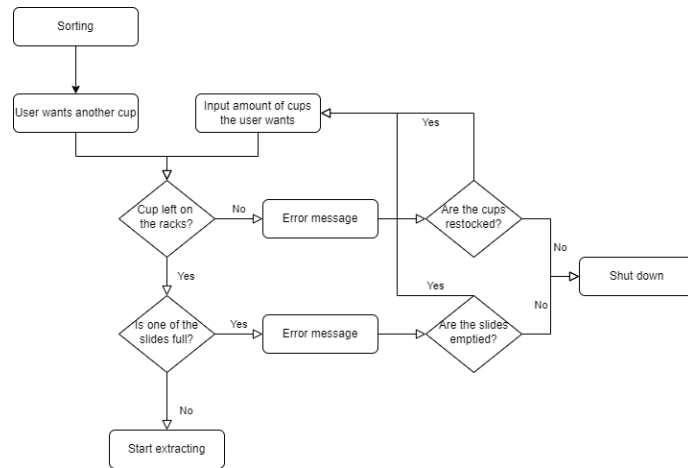 Sorting
User wants another cup
Input amount of cups
the user wants
Yes
Cup left on
the racks?
No
Error message
Are the cups
restocked?
No
Shut down
Yes
Yes
Is one of the
slides full?
Yes
Error message
Are the slides
emptied?
No
No
Start extracting